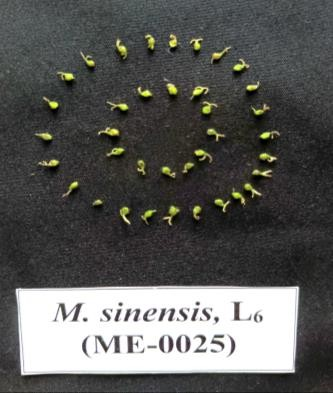 M. sinensis, L₆
(ME-0025)